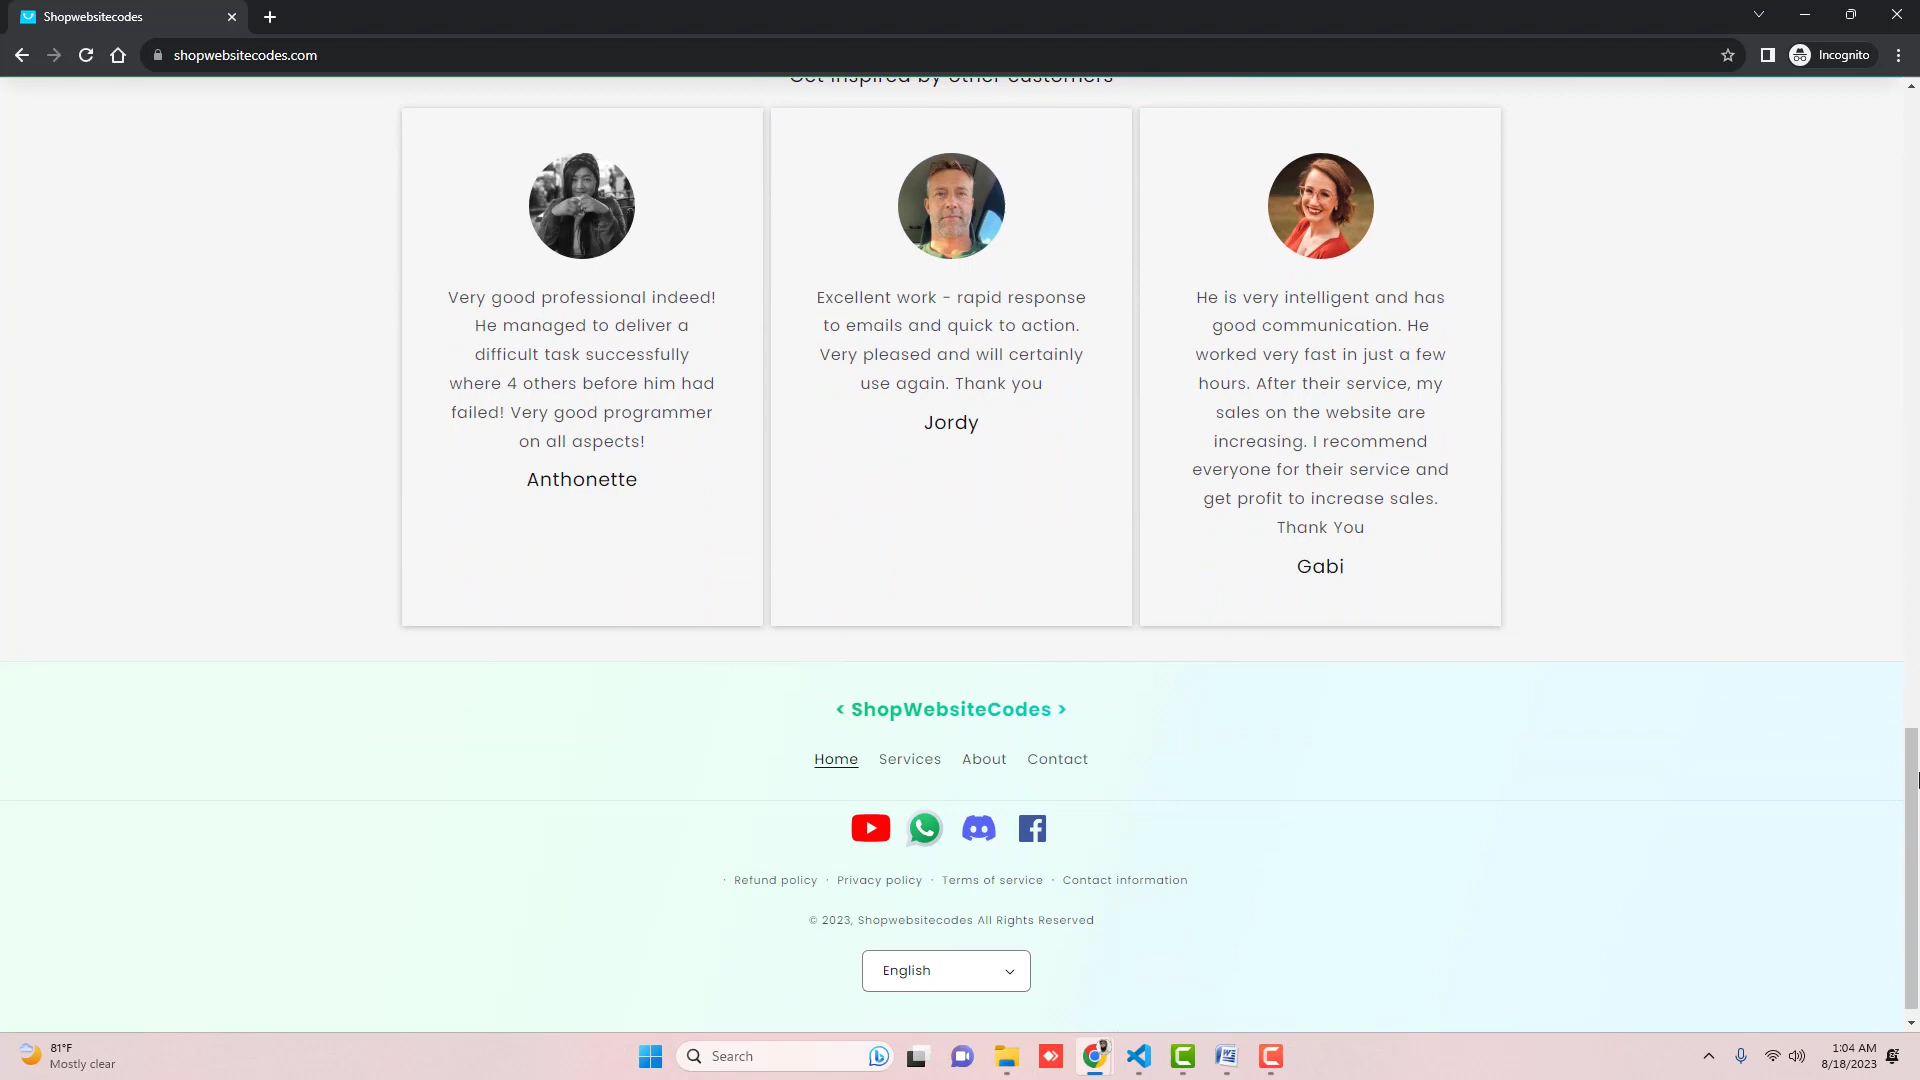 Shopwebsitecodes
shopwebsitecodes.com
Incognito
Get inspired by other customers
Very good professional indeed!
He managed to deliver a
difficult task successfully
where 4 others before him had
failed! Very good programmer
on all aspects!
Anthonette
Excellent work - rapid response
to emails and quick to action.
Very pleased and will certainly
use again. Thank you
Jordy
He is very intelligent and has
good communication. He
worked very fast in just a few
hours. After their service, my
sales on the website are
increasing. I recommend
everyone for their service and
get profit to increase sales.
Thank You
Gabi
< ShopWebsiteCodes >
Home Services About Contact
· Refund policy · Privacy policy · Terms of service · Contact information
© 2023, Shopwebsitecodes All Rights Reserved
English
81°F
Mostly clear
Search
1:04 AM
8/18/2023